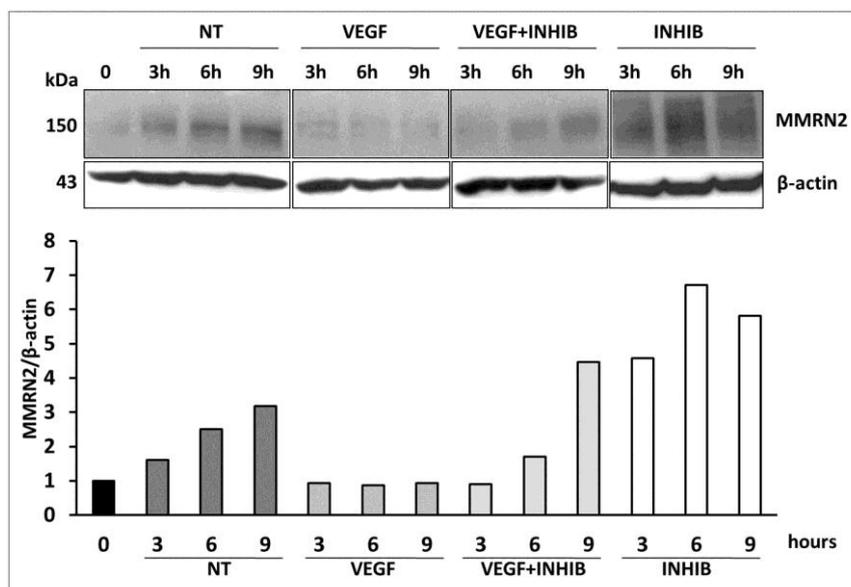 NT VEGF VEGF+INHIB INHIB
kDa 0 3h 6h 9h 3h 6h 9h 3h 6h 9h 3h 6h 9h
150 MMRN2
43 β-actin
8
7
6
5
4
3
2
1
0
MMRN2/β-actin
0 3 6 9 3 6 9 3 6 9 3 6 9 hours
NT VEGF VEGF+INHIB INHIB